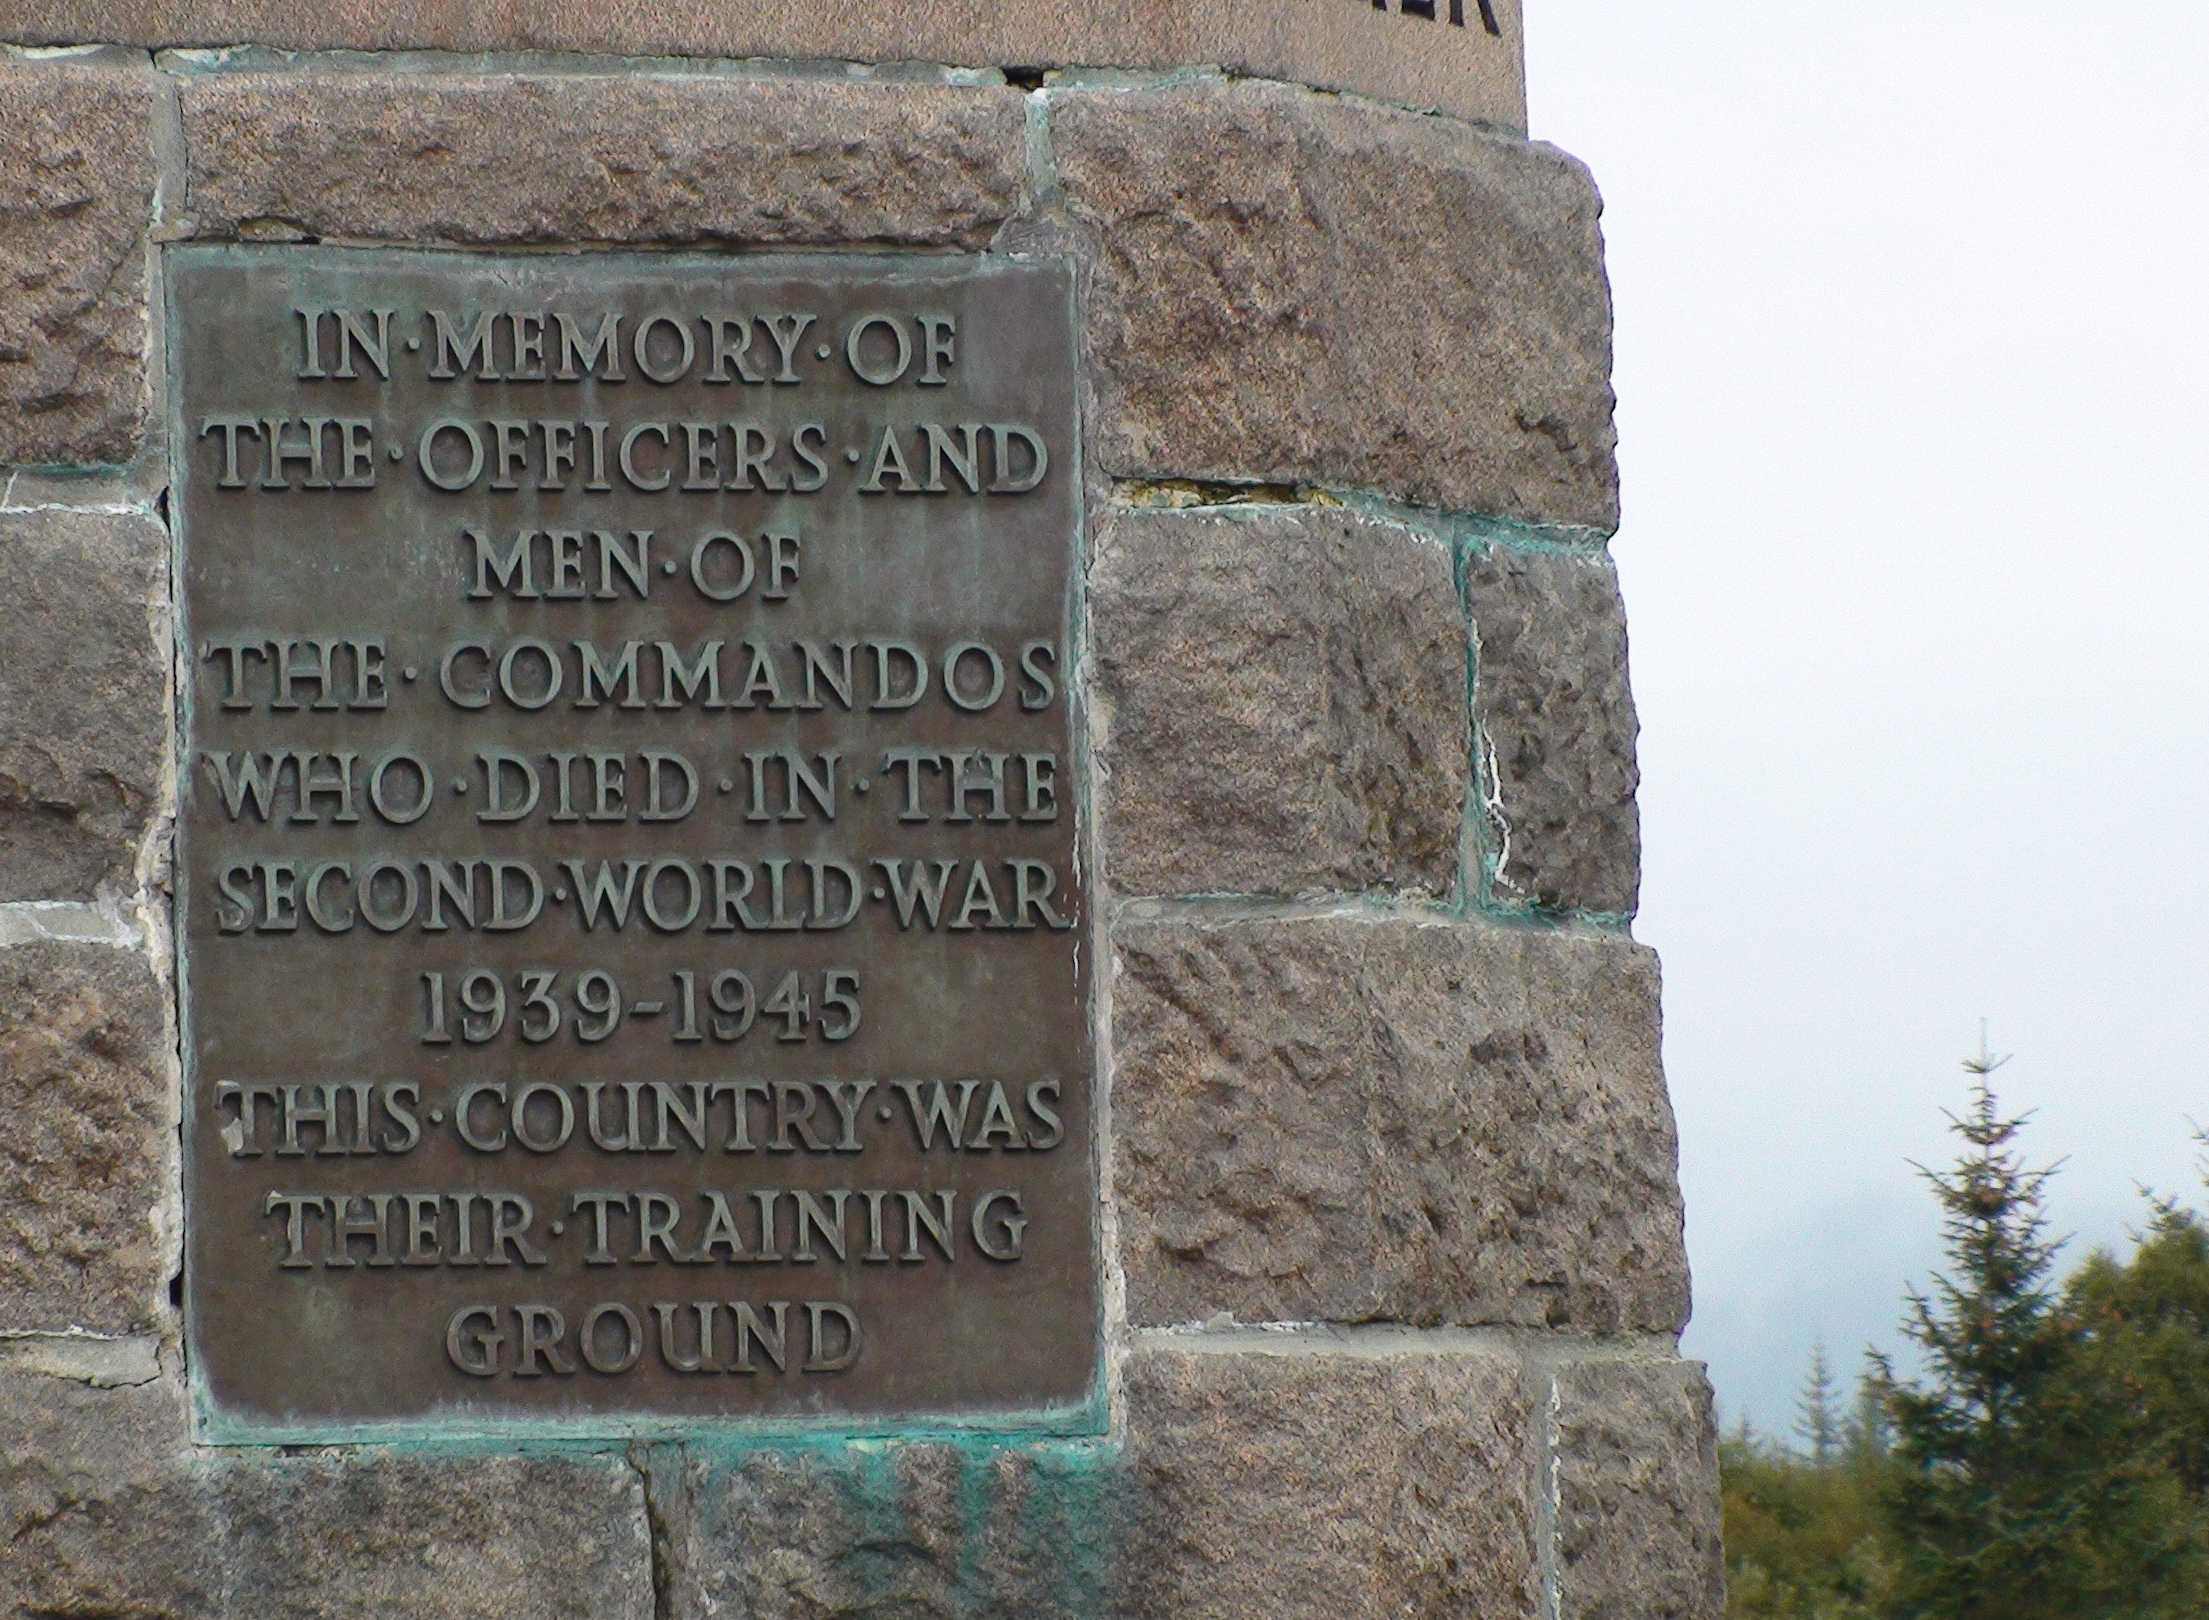 IN·MEMORY·OF
THE·OFFICERS·AND
MEN·OF
THE·COMMANDOS
WHO·DIED·IN·THE
SECOND·WORLD·WAR
1939-1945
THIS·COUNTRY·WAS
THEIR·TRAINING
GROUND